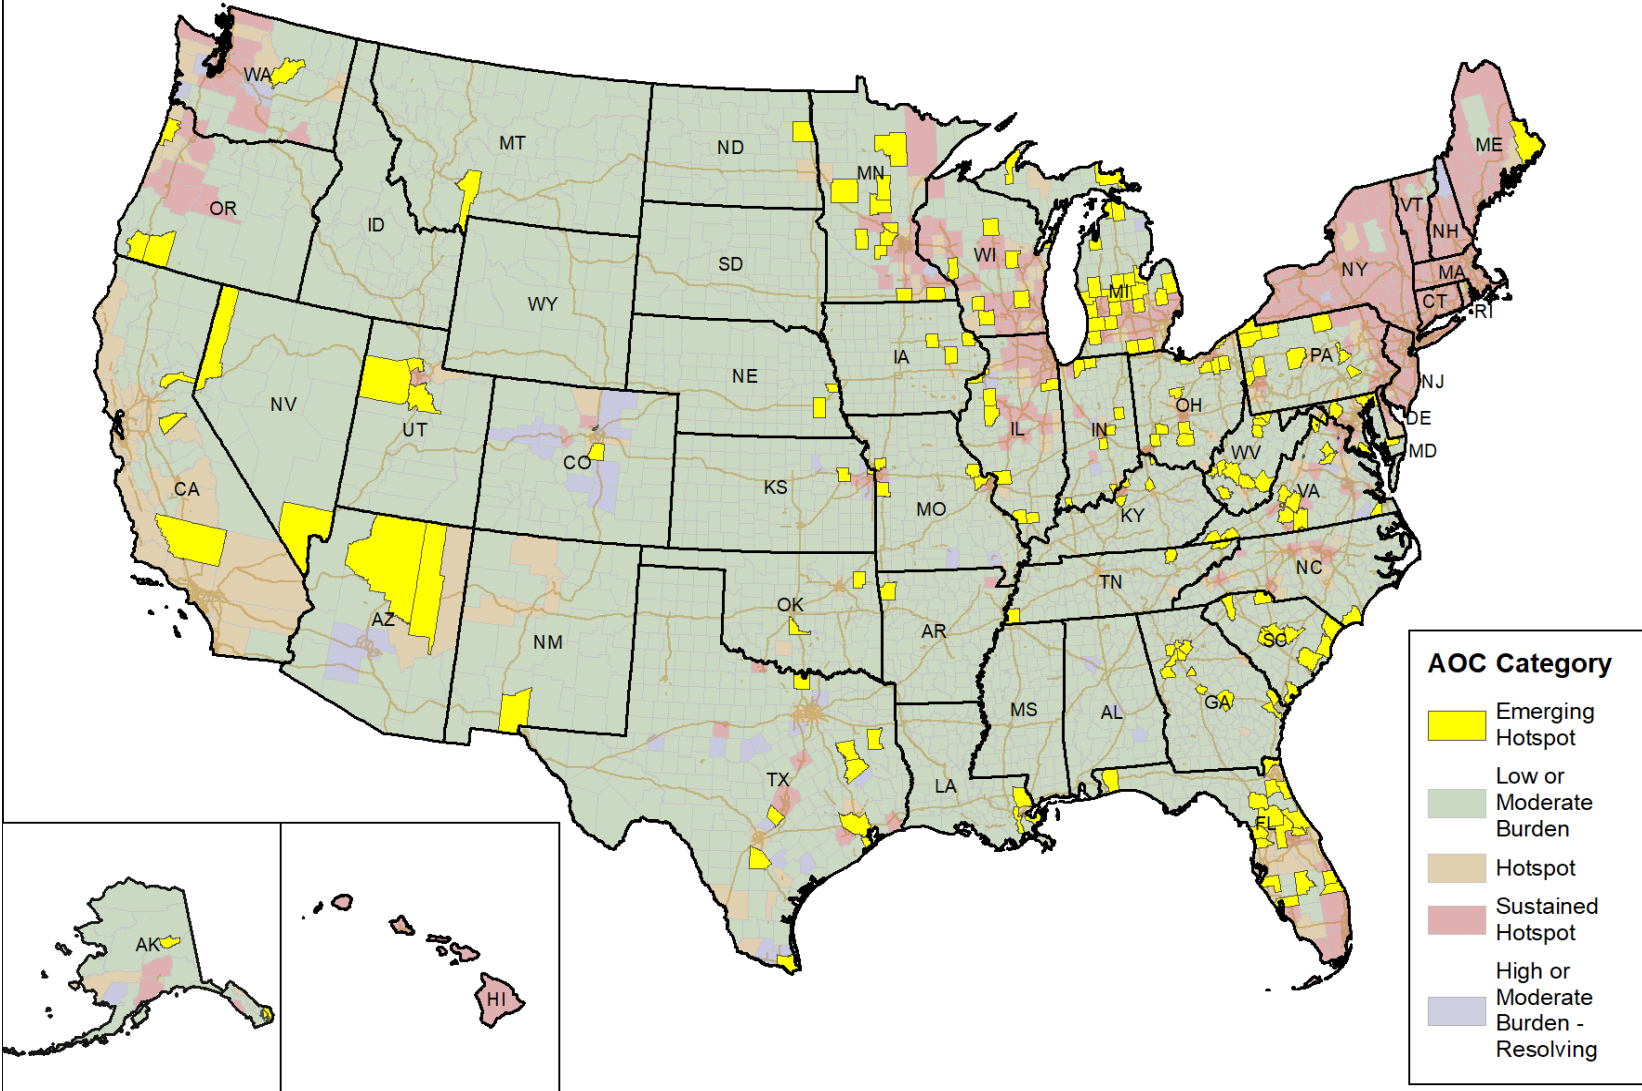 WA
MT
ND
MN
ME
OR
ID
VT
NH
WI
NY
MA
SD
MI
CT
RI
WY
IA
PA
NE
NJ
NV
OH
DE
UT
IL
IN
MD
CO
WV
CA
KS
VA
MO
KY
NC
TN
OK
AZ
AR
NM
SC
GA
MS
AL
TX
LA
FL
AK
HI
AOC Category
Emerging
Hotspot
Low or
Moderate
Burden
Hotspot
Sustained
Hotspot
High or
Moderate
Burden -
Resolving